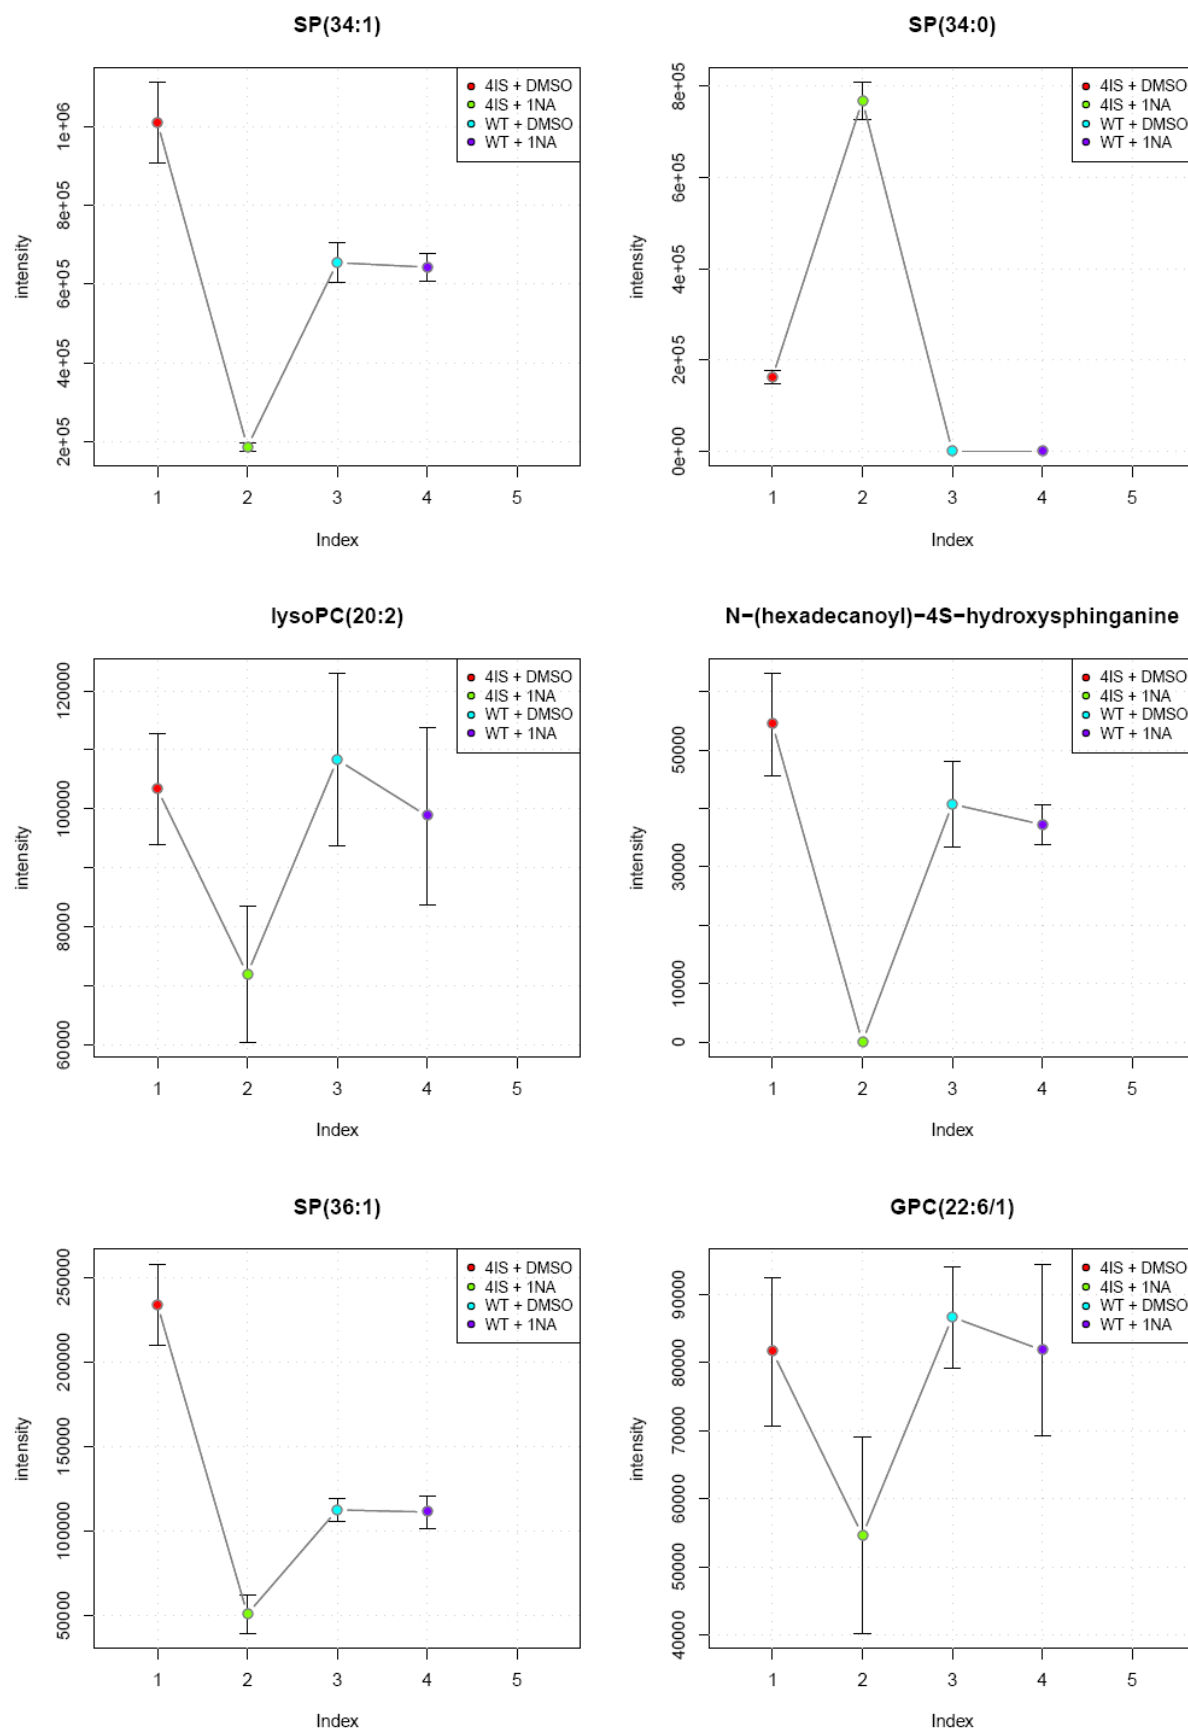 SP(34:1)
intensity
1e+06
8e+05
6e+05
4e+05
2e+05
4IS + DMSO
4IS + 1NA
WT + DMSO
WT + 1NA
1 2 3 4 5
Index
SP(34:0)
intensity
8e+05
6e+05
4e+05
2e+05
0e+00
4IS + DMSO
4IS + 1NA
WT + DMSO
WT + 1NA
1 2 3 4 5
Index
lysoPC(20:2)
intensity
120000
100000
80000
60000
4IS + DMSO
4IS + 1NA
WT + DMSO
WT + 1NA
1 2 3 4 5
Index
N−(hexadecanoyl)−4S−hydroxysphinganine
intensity
50000
30000
10000
0
4IS + DMSO
4IS + 1NA
WT + DMSO
WT + 1NA
1 2 3 4 5
Index
SP(36:1)
intensity
250000
200000
150000
100000
50000
4IS + DMSO
4IS + 1NA
WT + DMSO
WT + 1NA
1 2 3 4 5
Index
GPC(22:6/1)
intensity
90000
80000
70000
60000
50000
40000
4IS + DMSO
4IS + 1NA
WT + DMSO
WT + 1NA
1 2 3 4 5
Index